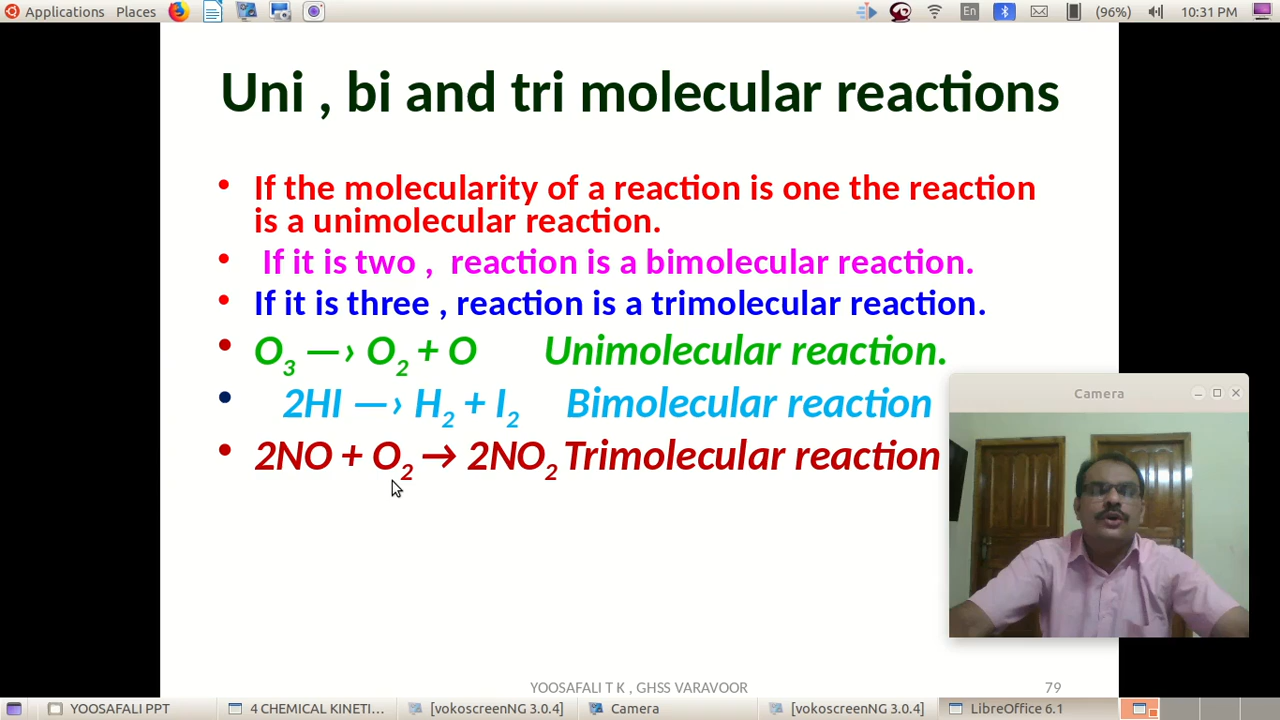 Applications Places En (96%) 10:31 PM
Uni , bi and tri molecular reactions
• If the molecularity of a reaction is one the reaction
is a unimolecular reaction.
• If it is two , reaction is a bimolecular reaction.
• If it is three , reaction is a trimolecular reaction.
• O₃ —› O₂ + O Unimolecular reaction.
• 2HI —› H₂ + I₂ Bimolecular reaction
• 2NO + O₂ → 2NO₂ Trimolecular reaction
Camera
YOOSAFALI T K , GHSS VARAVOOR 79
YOOSAFALI PPT 4 CHEMICAL KINETI... [vokoscreenNG 3.0.4] Camera [vokoscreenNG 3.0.4] LibreOffice 6.1